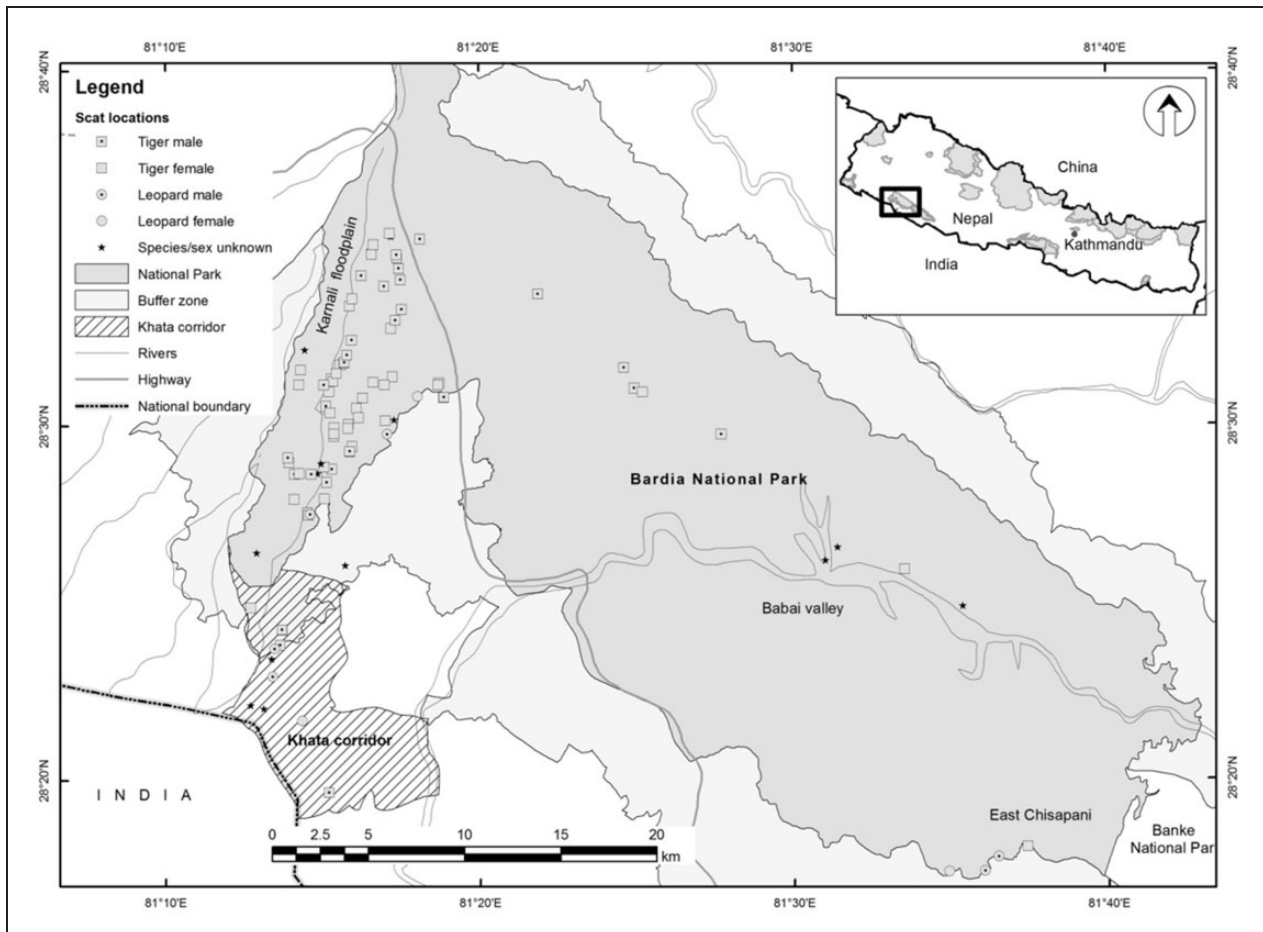 81°10'E
81°20'E
81°30'E
81°40'E
28°40'N
28°40'N
Legend
Scat locations
Tiger male
Tiger female
Leopard male
Leopard female
Species/sex unknown
National Park
Buffer zone
Khata corridor
Rivers
Highway
National boundary
China
Nepal
Kathmandu
India
Karnali floodplain
28°30'N
28°30'N
Bardia National Park
Babai valley
Khata corridor
28°20'N
28°20'N
I N D I A
East Chisapani
Banke
National Par
0 2.5 5 10 15 20
km
81°10'E
81°20'E
81°30'E
81°40'E